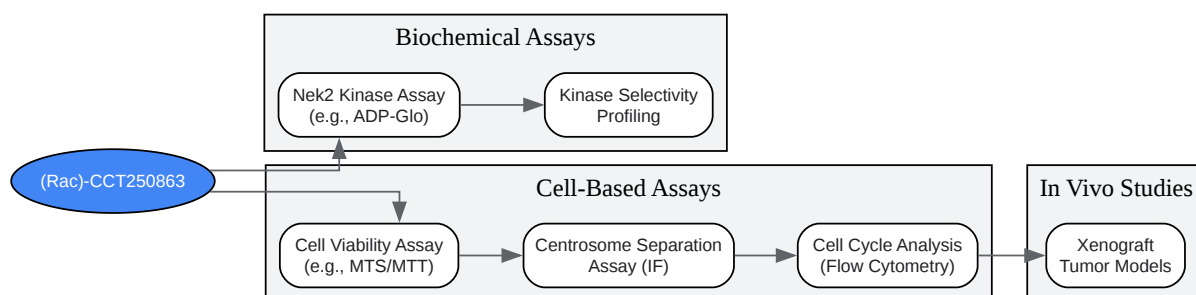 Biochemical Assays
Nek2 Kinase Assay
(e.g., ADP-Glo)
Kinase Selectivity
Profiling
(Rac)-CCT250863
Cell-Based Assays
Cell Viability Assay
(e.g., MTS/MTT)
Centrosome Separation
Assay (IF)
Cell Cycle Analysis
(Flow Cytometry)
In Vivo Studies
Xenograft
Tumor Models